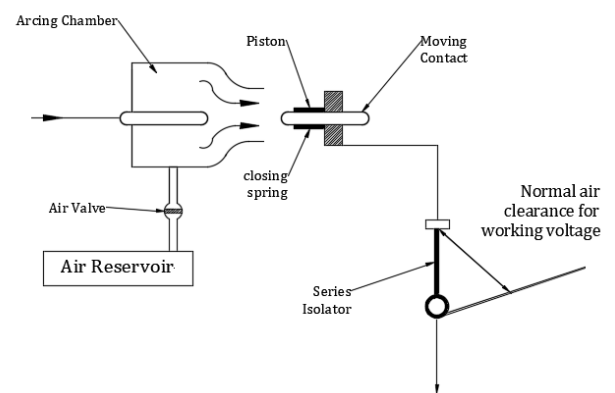 Arcing Chamber
Piston
Moving
Contact
closing
spring
Air Valve
Air Reservoir
Normal air
clearance for
working voltage
Series
Isolator